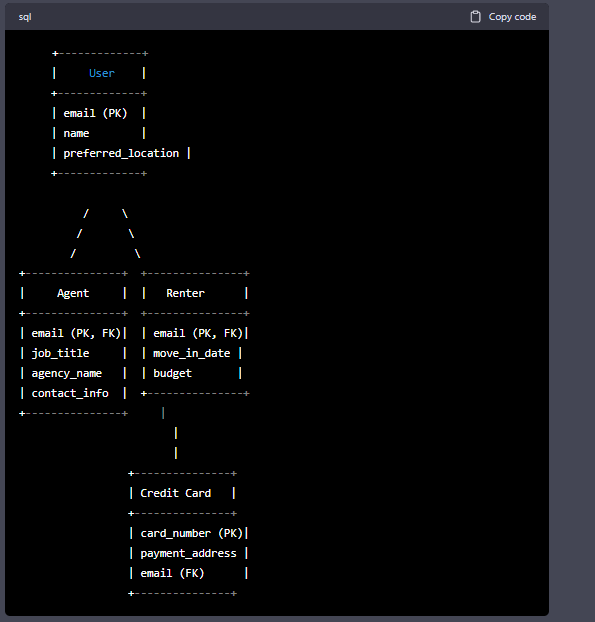 sql Copy code
+-------------+
|     User    |
+-------------+
| email (PK)  |
| name        |
| preferred_location |
+-------------+
/     \
/       \
/         \
+---------------+  +---------------+
|     Agent     |  |   Renter      |
+---------------+  +---------------+
| email (PK, FK)|  | email (PK, FK)|
| job_title     |  | move_in_date |
| agency_name   |  | budget       |
| contact_info  |  +---------------+
+---------------+     |
|
|
+---------------+
| Credit Card   |
+---------------+
| card_number (PK)|
| payment_address |
| email (FK)      |
+---------------+